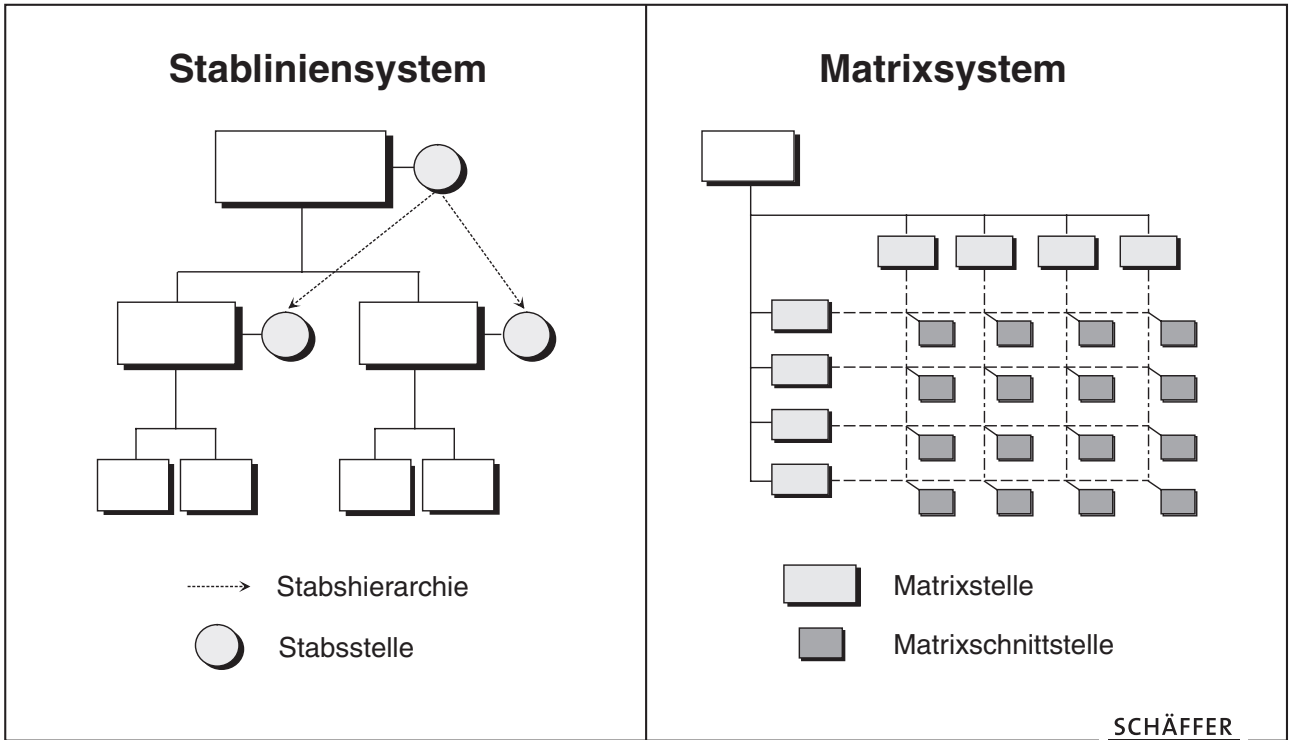 Stabliniensystem
Matrixsystem
Stabshierarchie
Stabsstelle
Matrixstelle
Matrixschnittstelle
SCHÄFFER